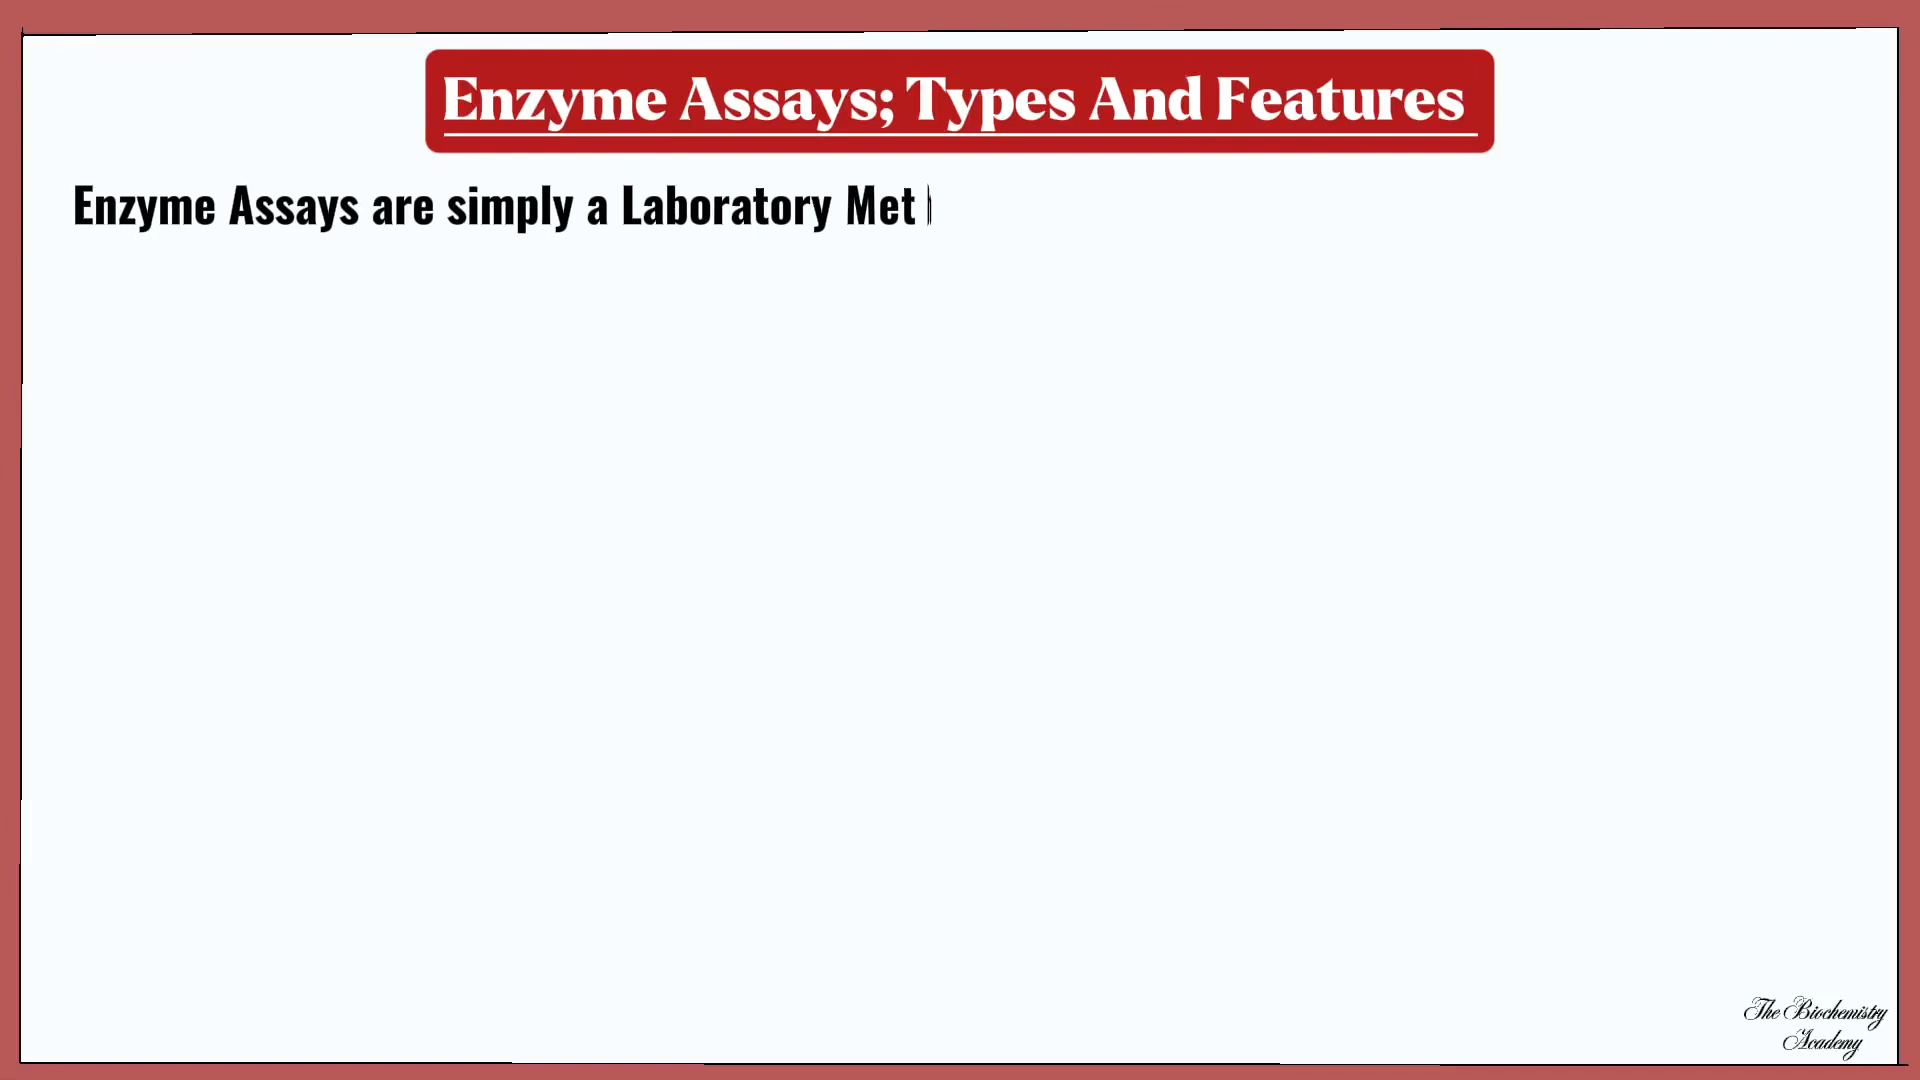 Enzyme Assays; Types And Features
Enzyme Assays are simply a Laboratory Met
The Biochemistry
Academy